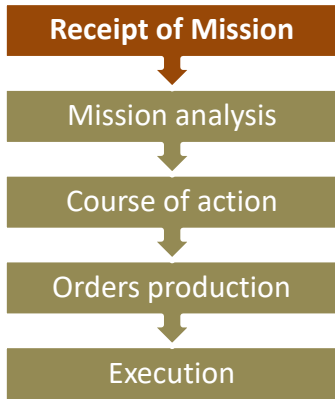 Receipt of Mission
Mission analysis
Course of action
Orders production
Execution